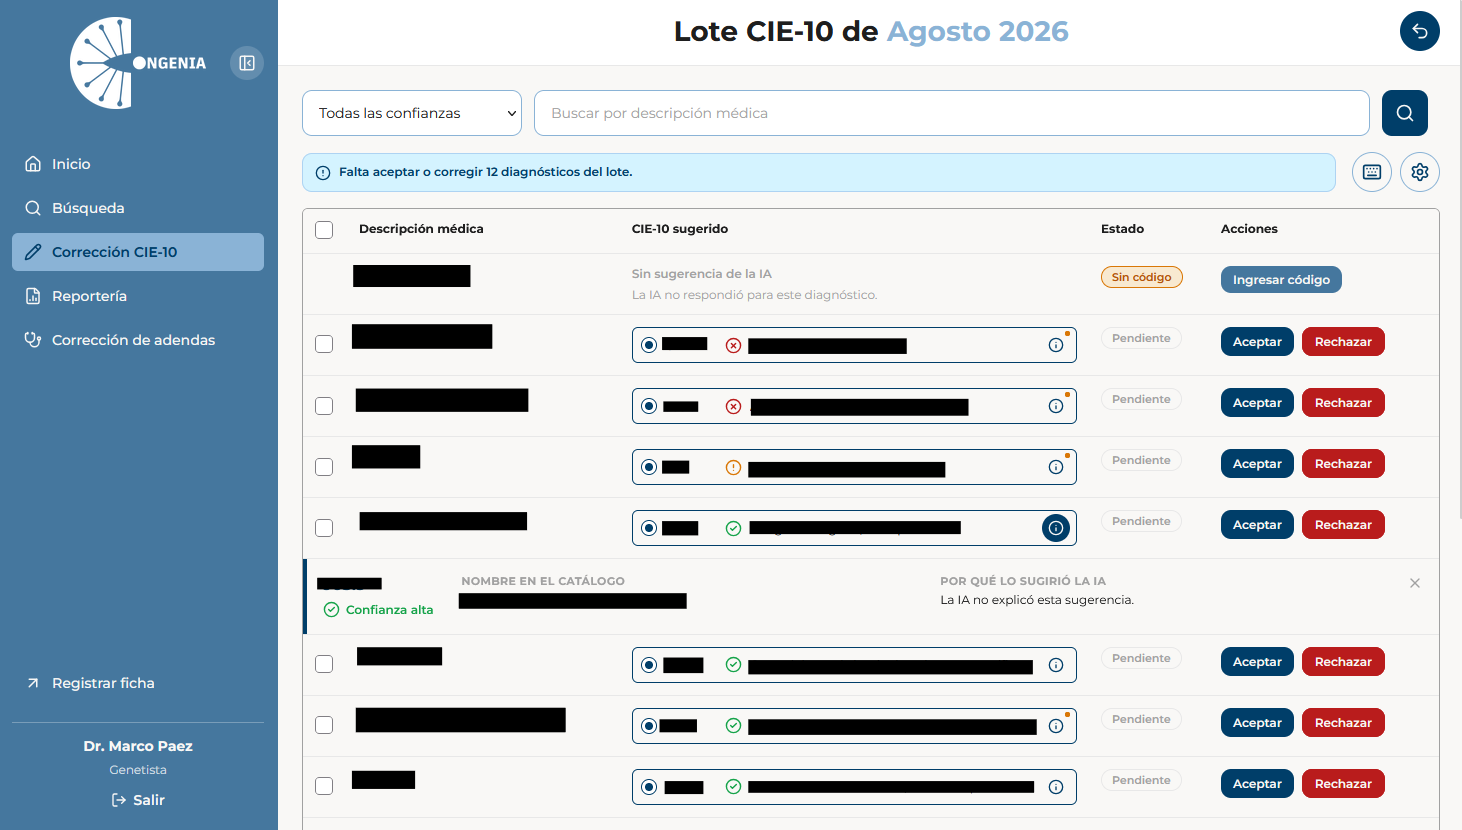 ONGENIA
Inicio
Búsqueda
Corrección CIE-10
Reportería
Corrección de adendas
Registrar ficha
Dr. Marco Paez
Genetista
Salir
Lote CIE-10 de Agosto 2026
Todas las confianzas
Buscar por descripción médica
Falta aceptar o corregir 12 diagnósticos del lote.
Descripción médica CIE-10 sugerido Estado Acciones
Sin sugerencia de la IA Sin código Ingresar código
La IA no respondió para este diagnóstico.
Pendiente Aceptar Rechazar
Pendiente Aceptar Rechazar
Pendiente Aceptar Rechazar
Pendiente Aceptar Rechazar
NOMBRE EN EL CATÁLOGO POR QUÉ LO SUGIRIÓ LA IA
La IA no explicó esta sugerencia.
Confianza alta
Pendiente Aceptar Rechazar
Pendiente Aceptar Rechazar
Pendiente Aceptar Rechazar